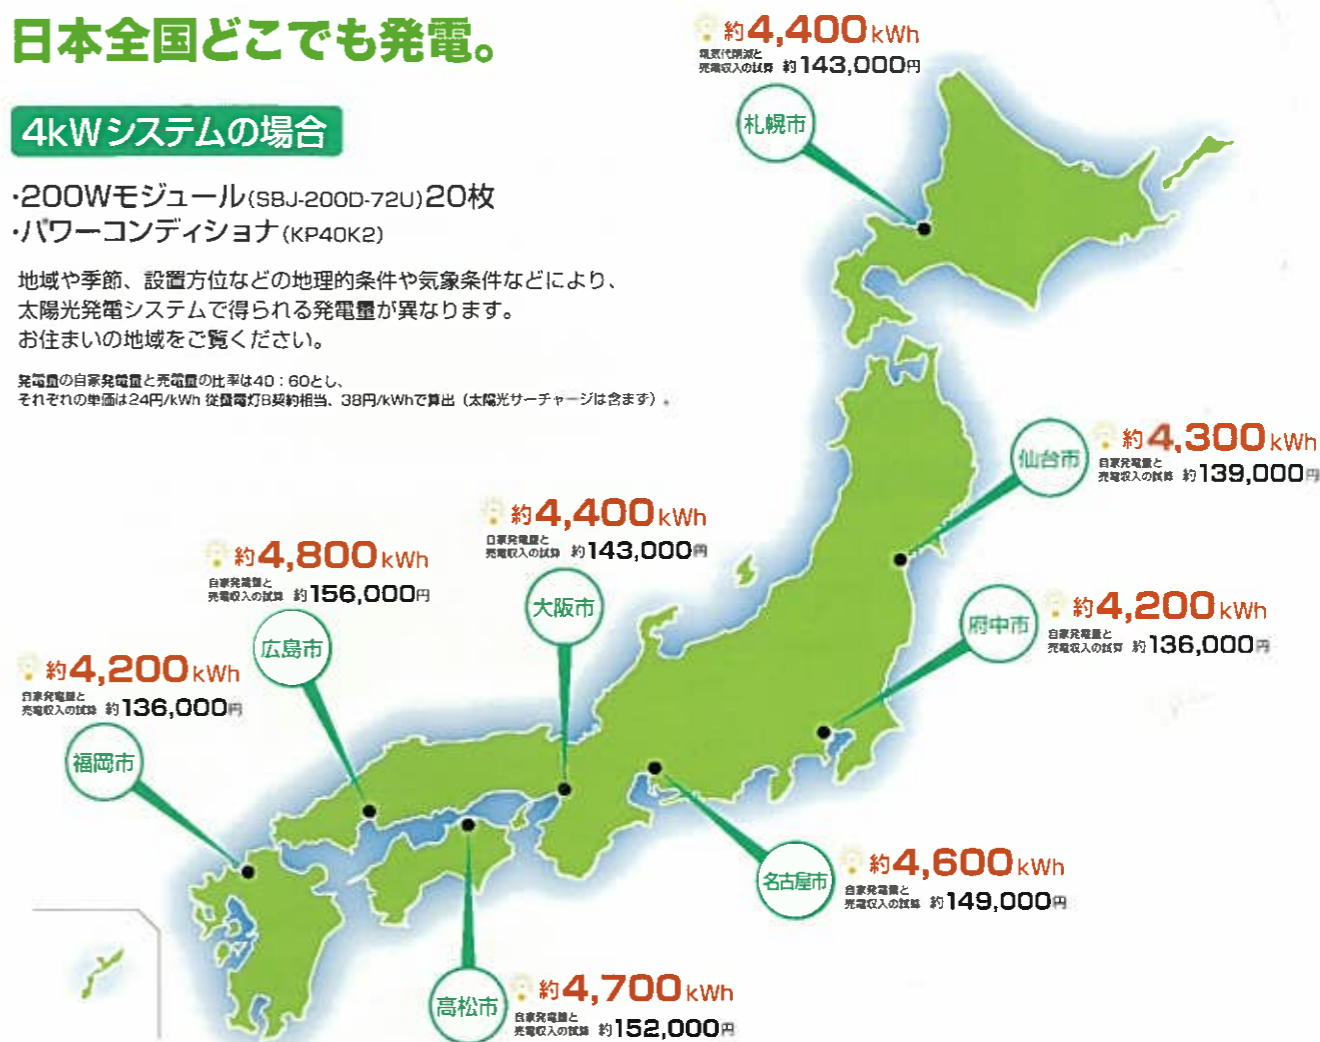 日本全国どこでも発電。
4kWシステムの場合
・200Wモジュール(SBJ-200D-72U)20枚
・パワーコンディショナ(KP40K2)
地域や季節、設置方位などの地理的条件や気象条件などにより、
太陽光発電システムで得られる発電量が異なります。
お住まいの地域をご覧ください。
発電量の自家発電量と売電量の比率は40：60とし、
それぞれの単価は24円/kWh 従量電灯B契約相当、38円/kWhで算出（太陽光サーチャージは含まず）。
約4,400kWh
電気代削減と
売電収入の試算 約143,000円
札幌市
約4,300kWh
自家発電量と
売電収入の試算 約139,000円
仙台市
約4,400kWh
自家発電量と
売電収入の試算 約143,000円
大阪市
約4,800kWh
自家発電量と
売電収入の試算 約156,000円
広島市
約4,200kWh
自家発電量と
売電収入の試算 約136,000円
府中市
約4,200kWh
自家発電量と
売電収入の試算 約136,000円
福岡市
約4,600kWh
自家発電量と
売電収入の試算 約149,000円
名古屋市
約4,700kWh
自家発電量と
売電収入の試算 約152,000円
高松市